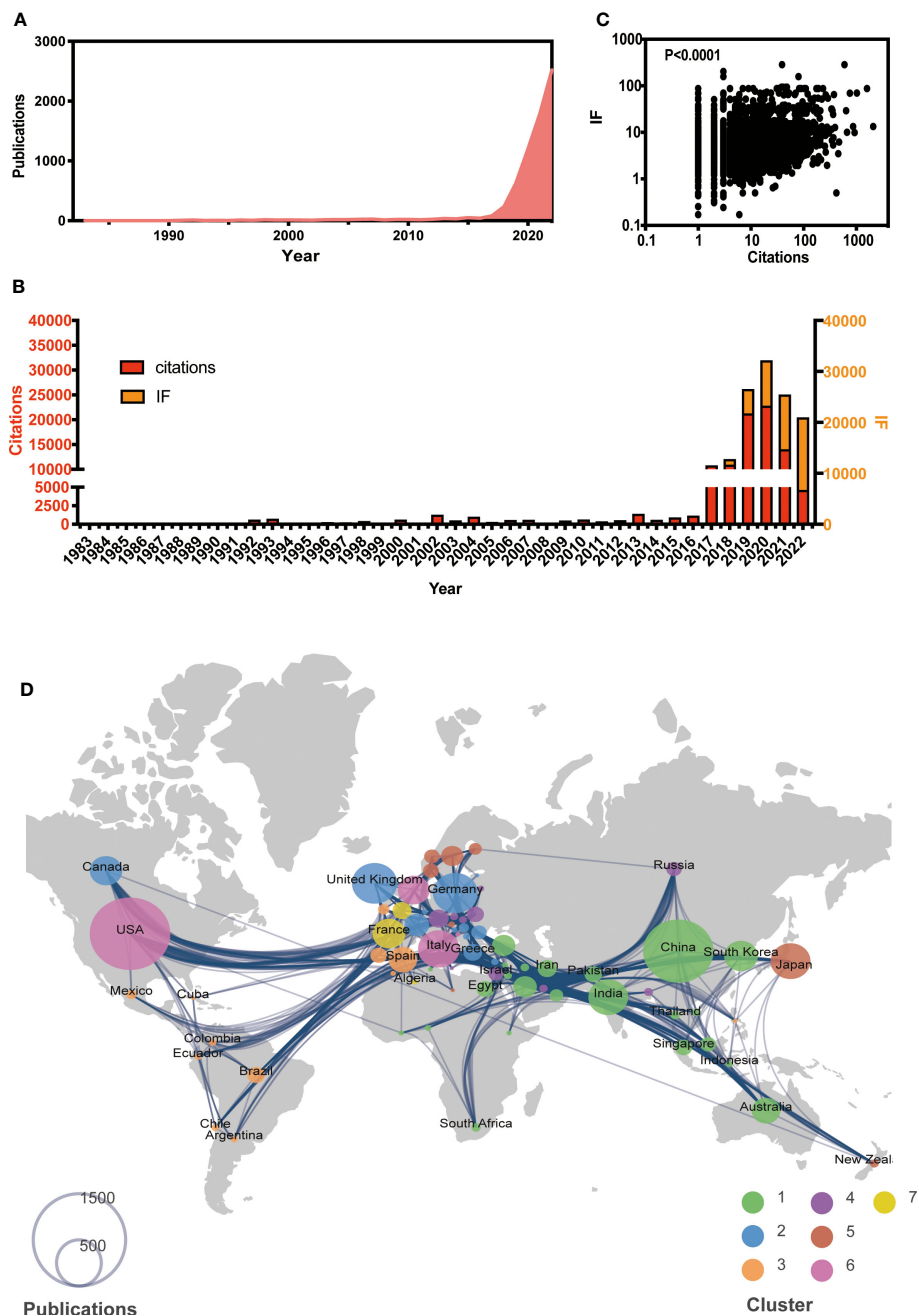 A
3000
2000
1000
0
Publications
1990
2000
2010
2020
Year
C
1000
100
10
1
0.1
IF
P<0.0001
0.1
1
10
100
1000
Citations
B
40000
35000
30000
25000
20000
15000
10000
5000
2500
0
Citations
citations
IF
40000
30000
20000
10000
0
IF
1983
1984
1985
1986
1987
1988
1989
1990
1991
1992
1993
1994
1995
1996
1997
1998
1999
2000
2001
2002
2003
2004
2005
2006
2007
2008
2009
2010
2011
2012
2013
2014
2015
2016
2017
2018
2019
2020
2021
2022
Year
D
Canada
USA
Mexico
Cuba
Colombia
Ecuador
Brazil
Chile
Argentina
United Kingdom
Germany
France
Spain
Italy
Greece
Algeria
Israel
Egypt
Iran
Pakistan
India
Russia
China
South Korea
Japan
Thailand
Singapore
Indonesia
Australia
South Africa
New Zeal
1500
500
Publications
1
4
7
2
5
3
6
Cluster